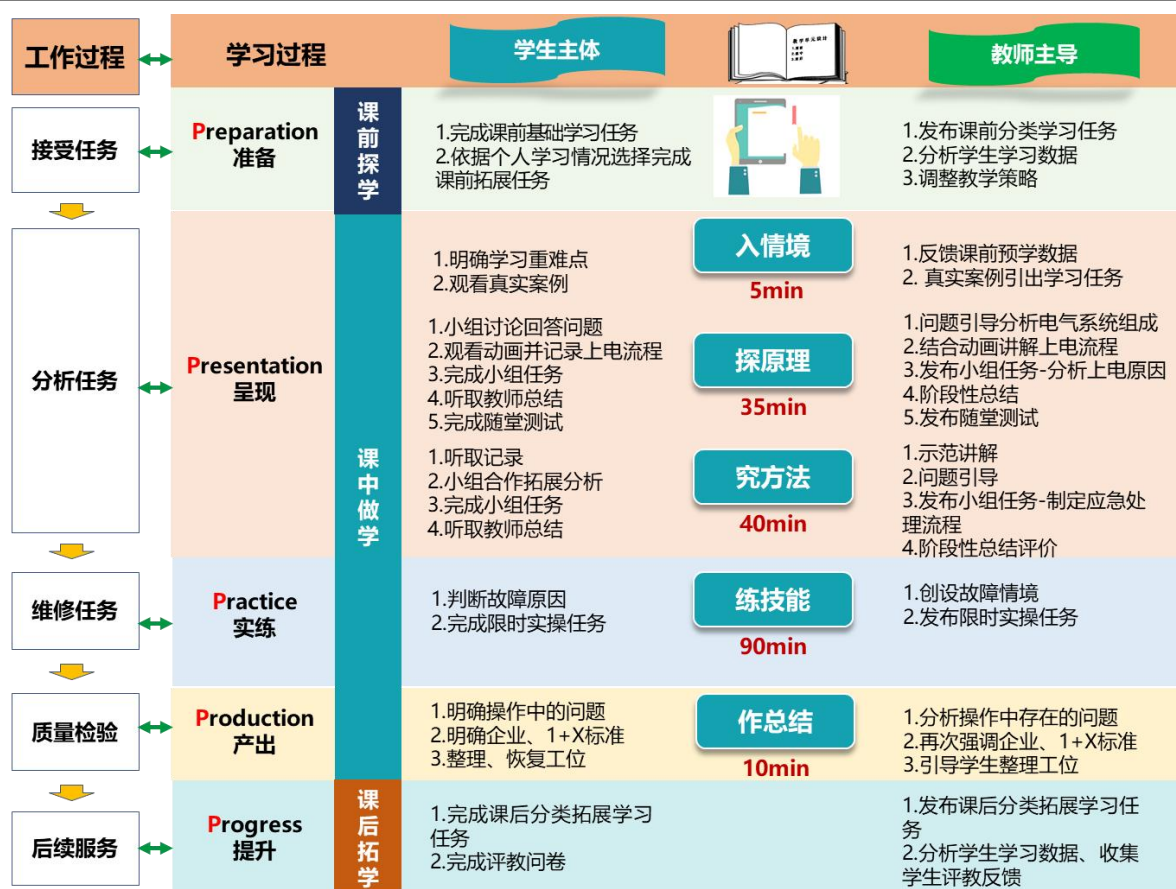 工作过程
学习过程
学生主体
教师主导
接受任务
Preparation
准备
课前探学
1.完成课前基础学习任务
2.依据个人学习情况选择完成
课前拓展任务
1.发布课前分类学习任务
2.分析学生学习数据
3.调整教学策略
分析任务
Presentation
呈现
课中做学
1.明确学习重难点
2.观看真实案例
入情境
5min
1.反馈课前预学数据
2. 真实案例引出学习任务
1.小组讨论回答问题
2.观看动画并记录上电流程
3.完成小组任务
4.听取教师总结
5.完成随堂测试
探原理
35min
1.问题引导分析电气系统组成
2.结合动画讲解上电流程
3.发布小组任务-分析上电原因
4.阶段性总结
5.发布随堂测试
1.听取记录
2.小组合作拓展分析
3.完成小组任务
4.听取教师总结
究方法
40min
1.示范讲解
2.问题引导
3.发布小组任务-制定应急处
理流程
4.阶段性总结评价
维修任务
Practice
实练
1.判断故障原因
2.完成限时实操任务
练技能
90min
1.创设故障情境
2.发布限时实操任务
质量检验
Production
产出
1.明确操作中的问题
2.明确企业、1+X标准
3.整理、恢复工位
作总结
10min
1.分析操作中存在的问题
2.再次强调企业、1+X标准
3.引导学生整理工位
后续服务
Progress
提升
课后拓学
1.完成课后分类拓展学习
任务
2.完成评教问卷
1.发布课后分类拓展学习任
务
2.分析学生学习数据、收集
学生评教反馈